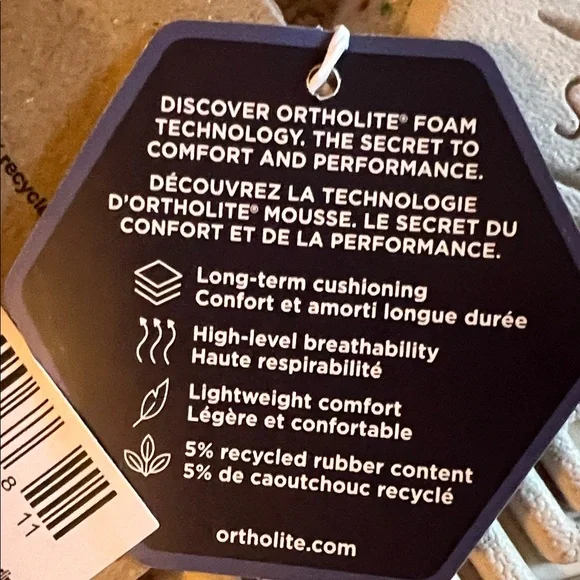 DISCOVER ORTHOLITE® FOAM
TECHNOLOGY. THE SECRET TO
COMFORT AND PERFORMANCE.
DÉCOUVREZ LA TECHNOLOGIE
D'ORTHOLITE® MOUSSE. LE SECRET DU
CONFORT ET DE LA PERFORMANCE.
Long-term cushioning
Confort et amorti longue durée
High-level breathability
Haute respirabilité
Lightweight comfort
Légère et confortable
5% recycled rubber content
5% de caoutchouc recyclé
ortholite.com
8
11